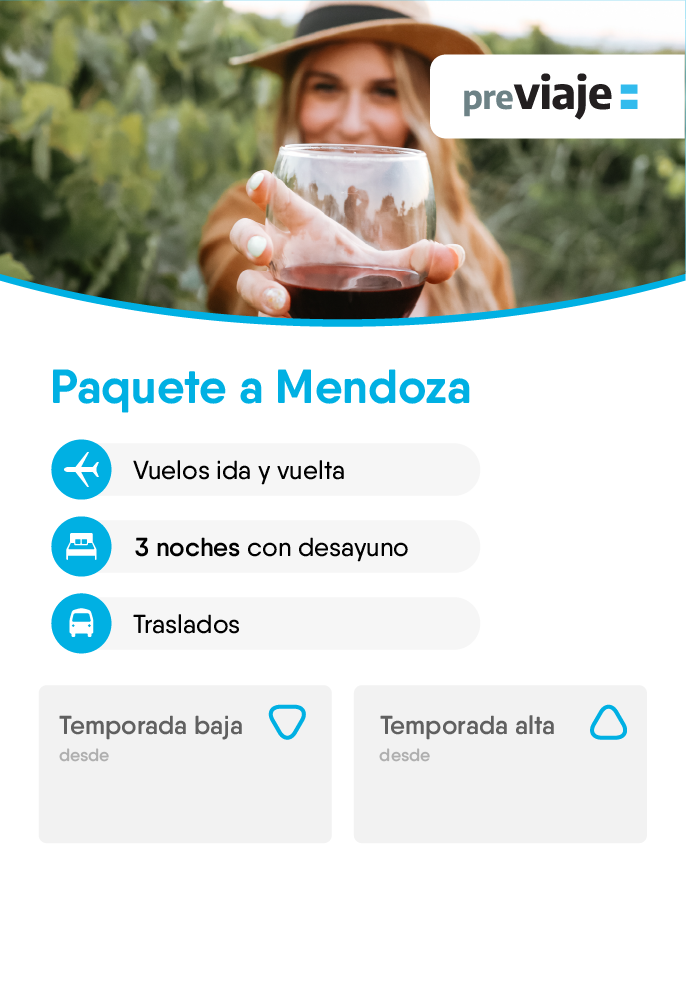 previaje
Paquete a Mendoza
Vuelos ida y vuelta
3 noches con desayuno
Traslados
Temporada baja
desde
Temporada alta
desde